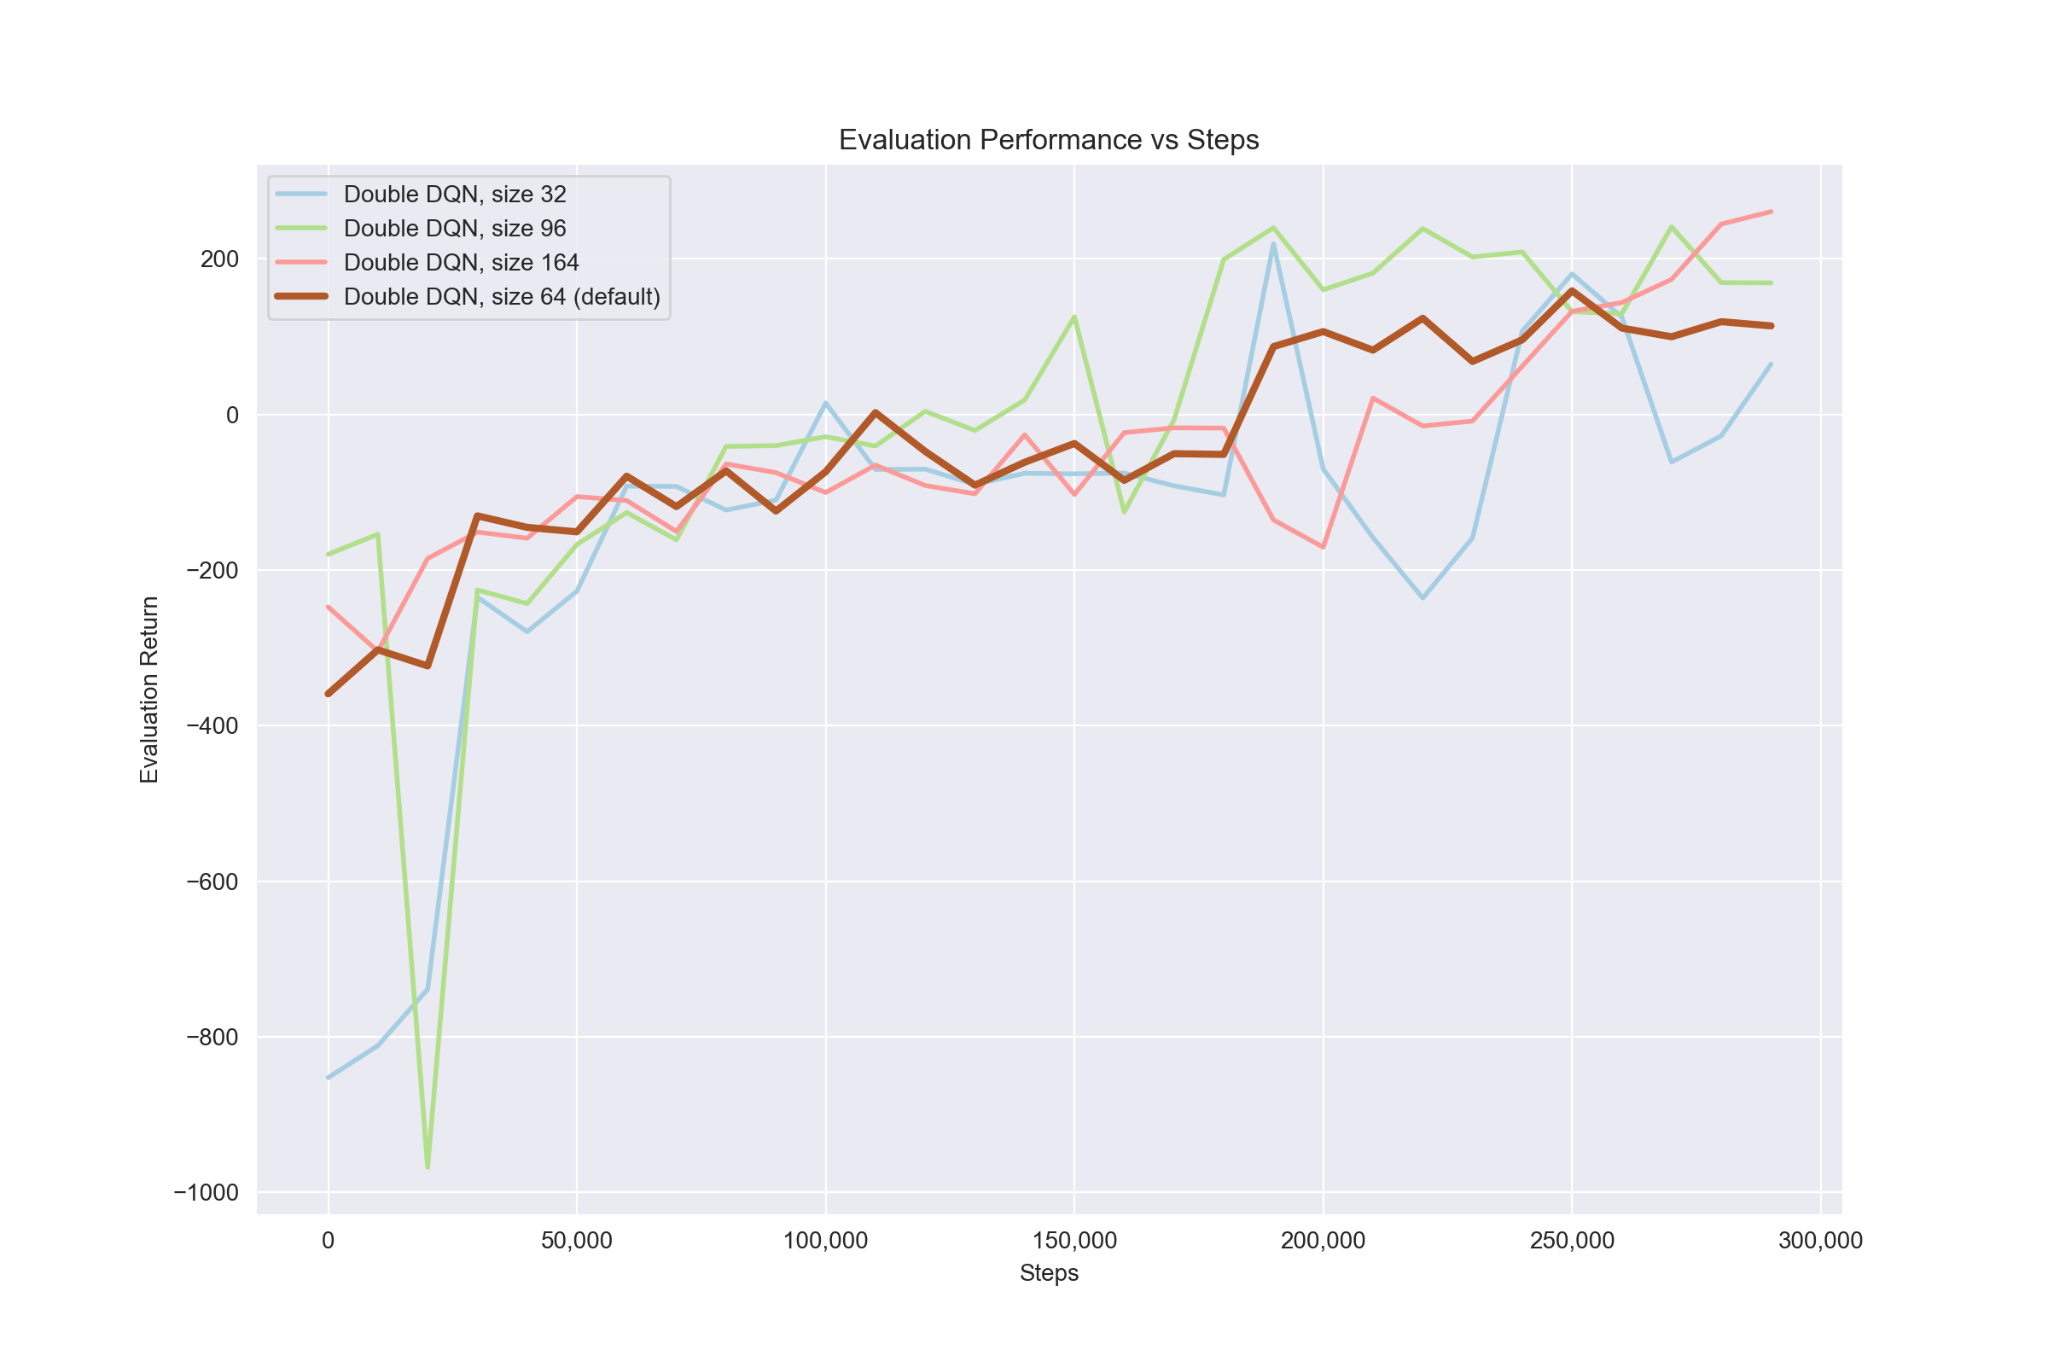 Evaluation Performance vs Steps
Double DQN, size 32
Double DQN, size 96
Double DQN, size 164
Double DQN, size 64 (default)
Evaluation Return
200
0
−200
−400
−600
−800
−1000
0
50,000
100,000
150,000
200,000
250,000
300,000
Steps